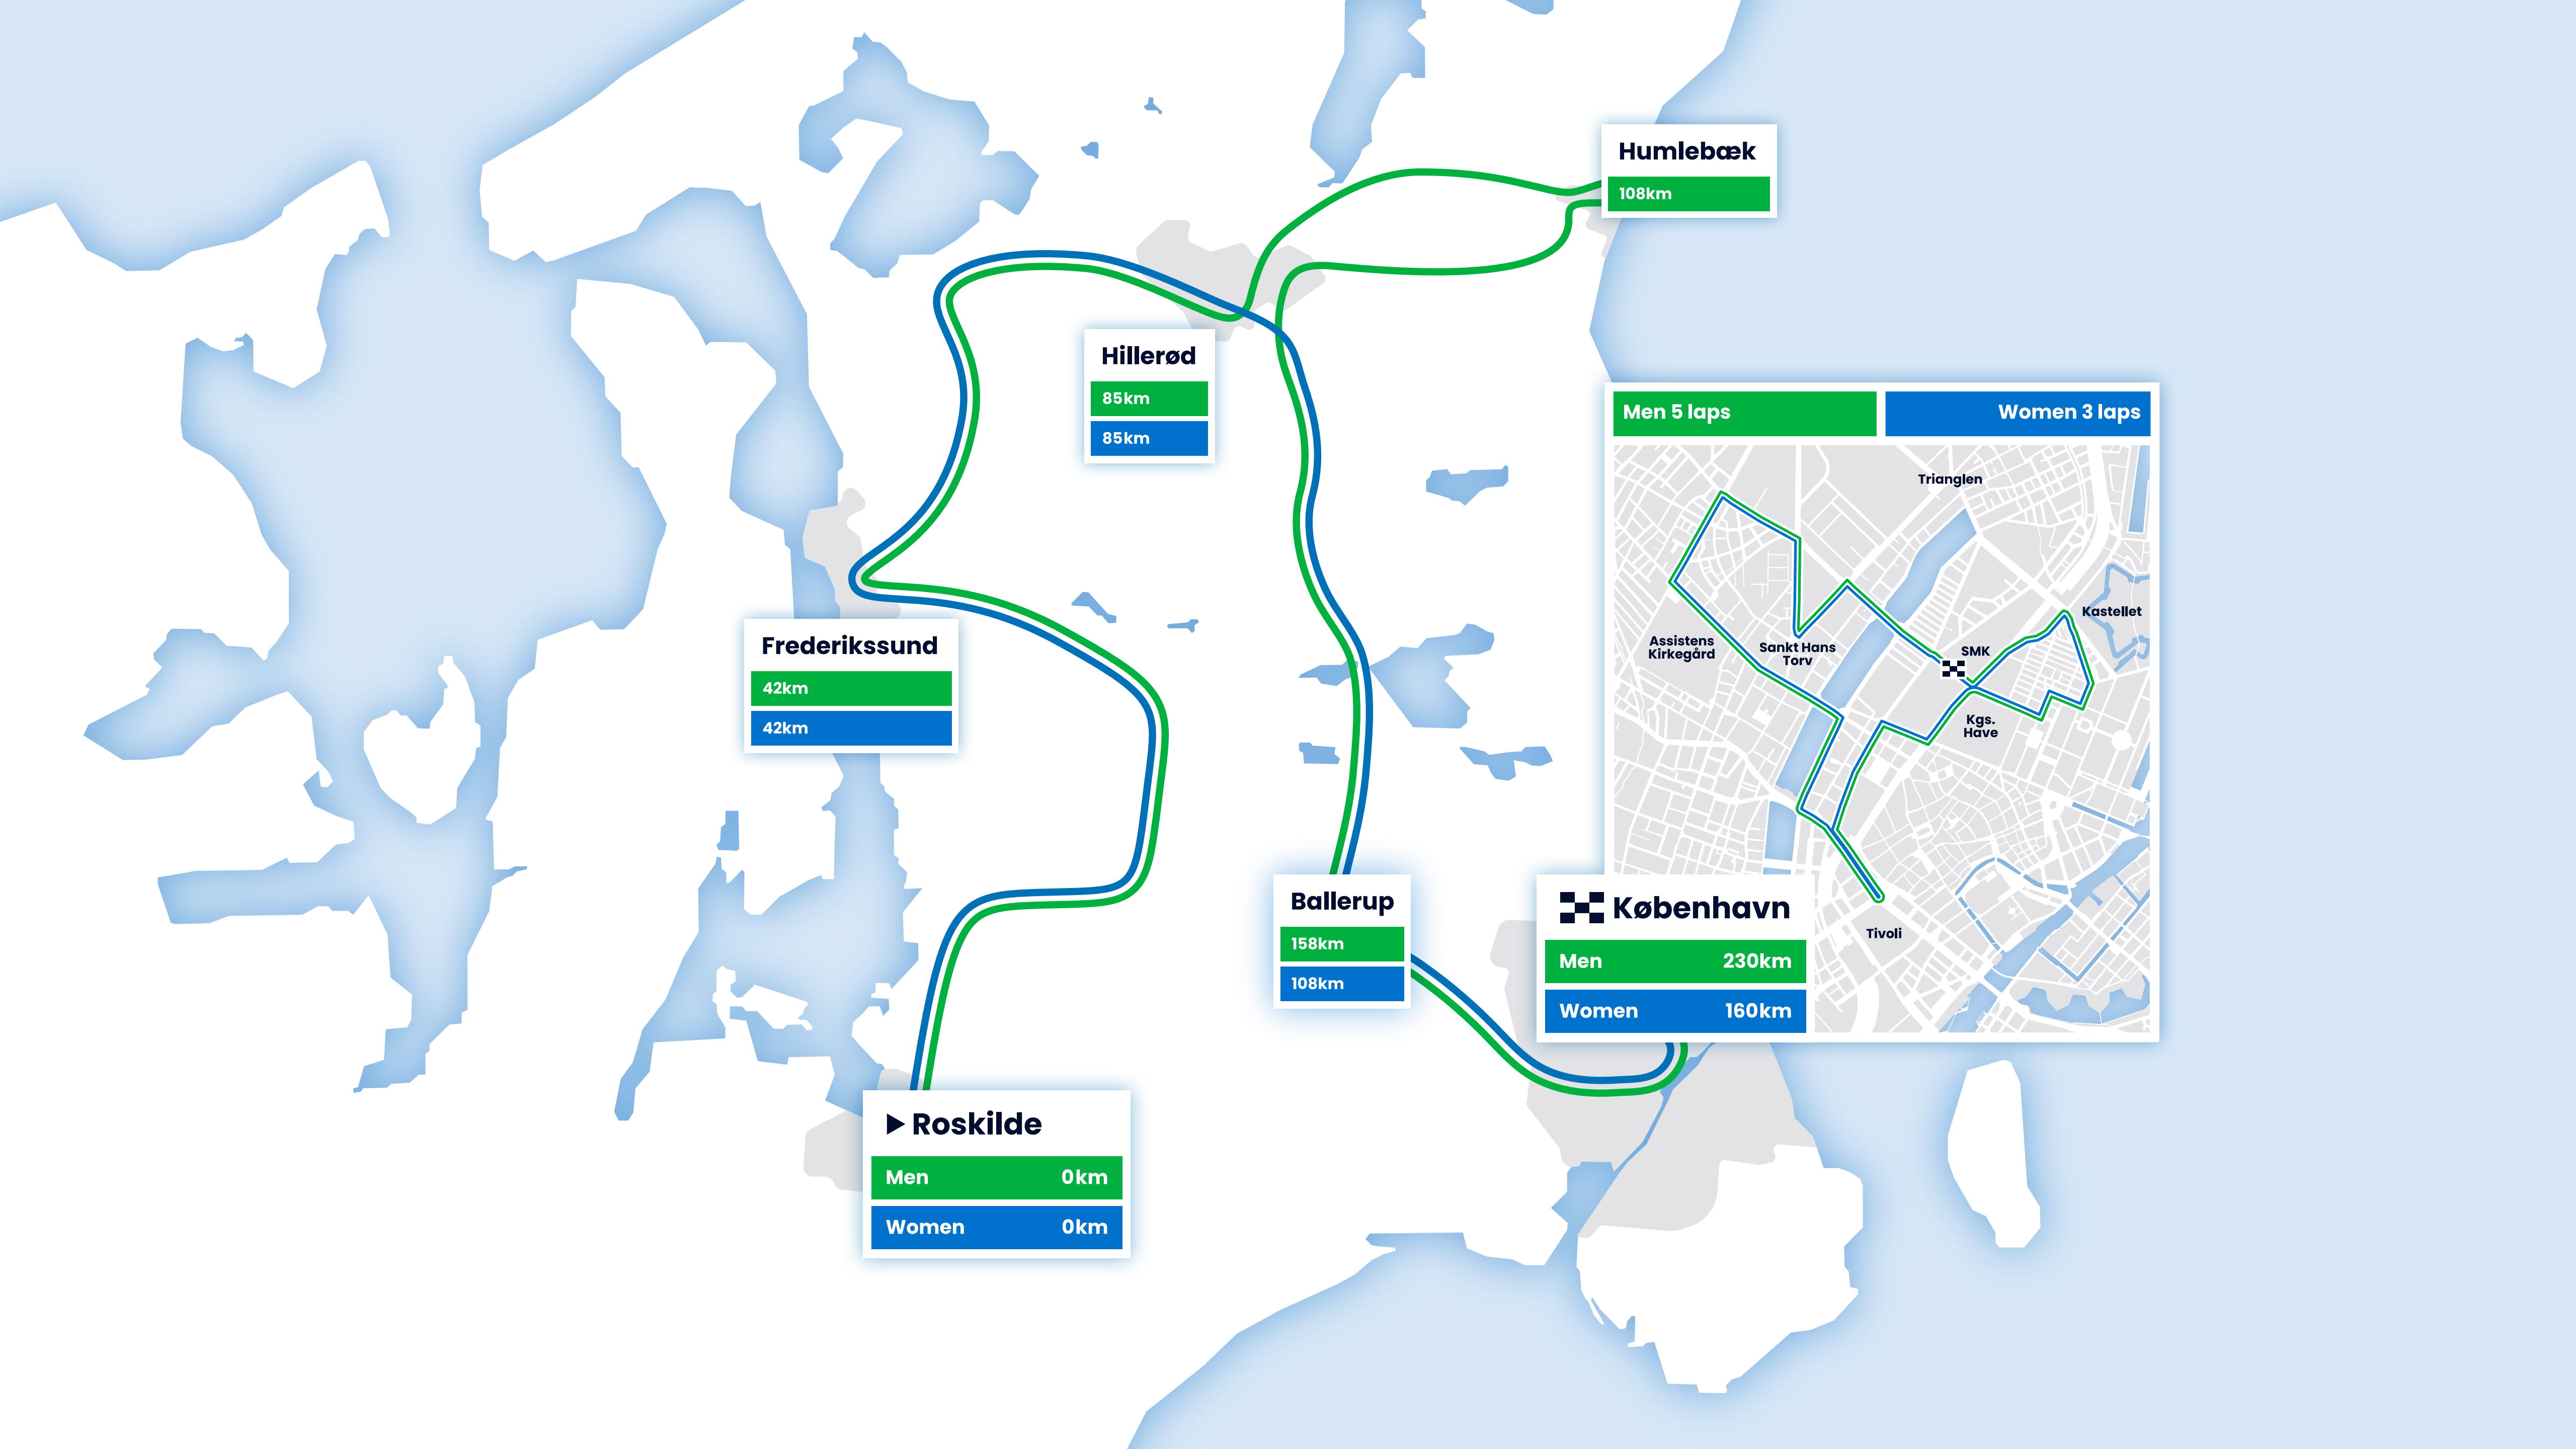 Humlebæk
108km
Hillerød
85km
85km
Men 5 laps
Women 3 laps
Trianglen
Kastellet
Assistens
Kirkegård
Sankt Hans
Torv
SMK
Kgs.
Have
Tivoli
Frederikssund
42km
42km
Ballerup
158km
108km
København
Men 230km
Women 160km
Roskilde
Men 0km
Women 0km